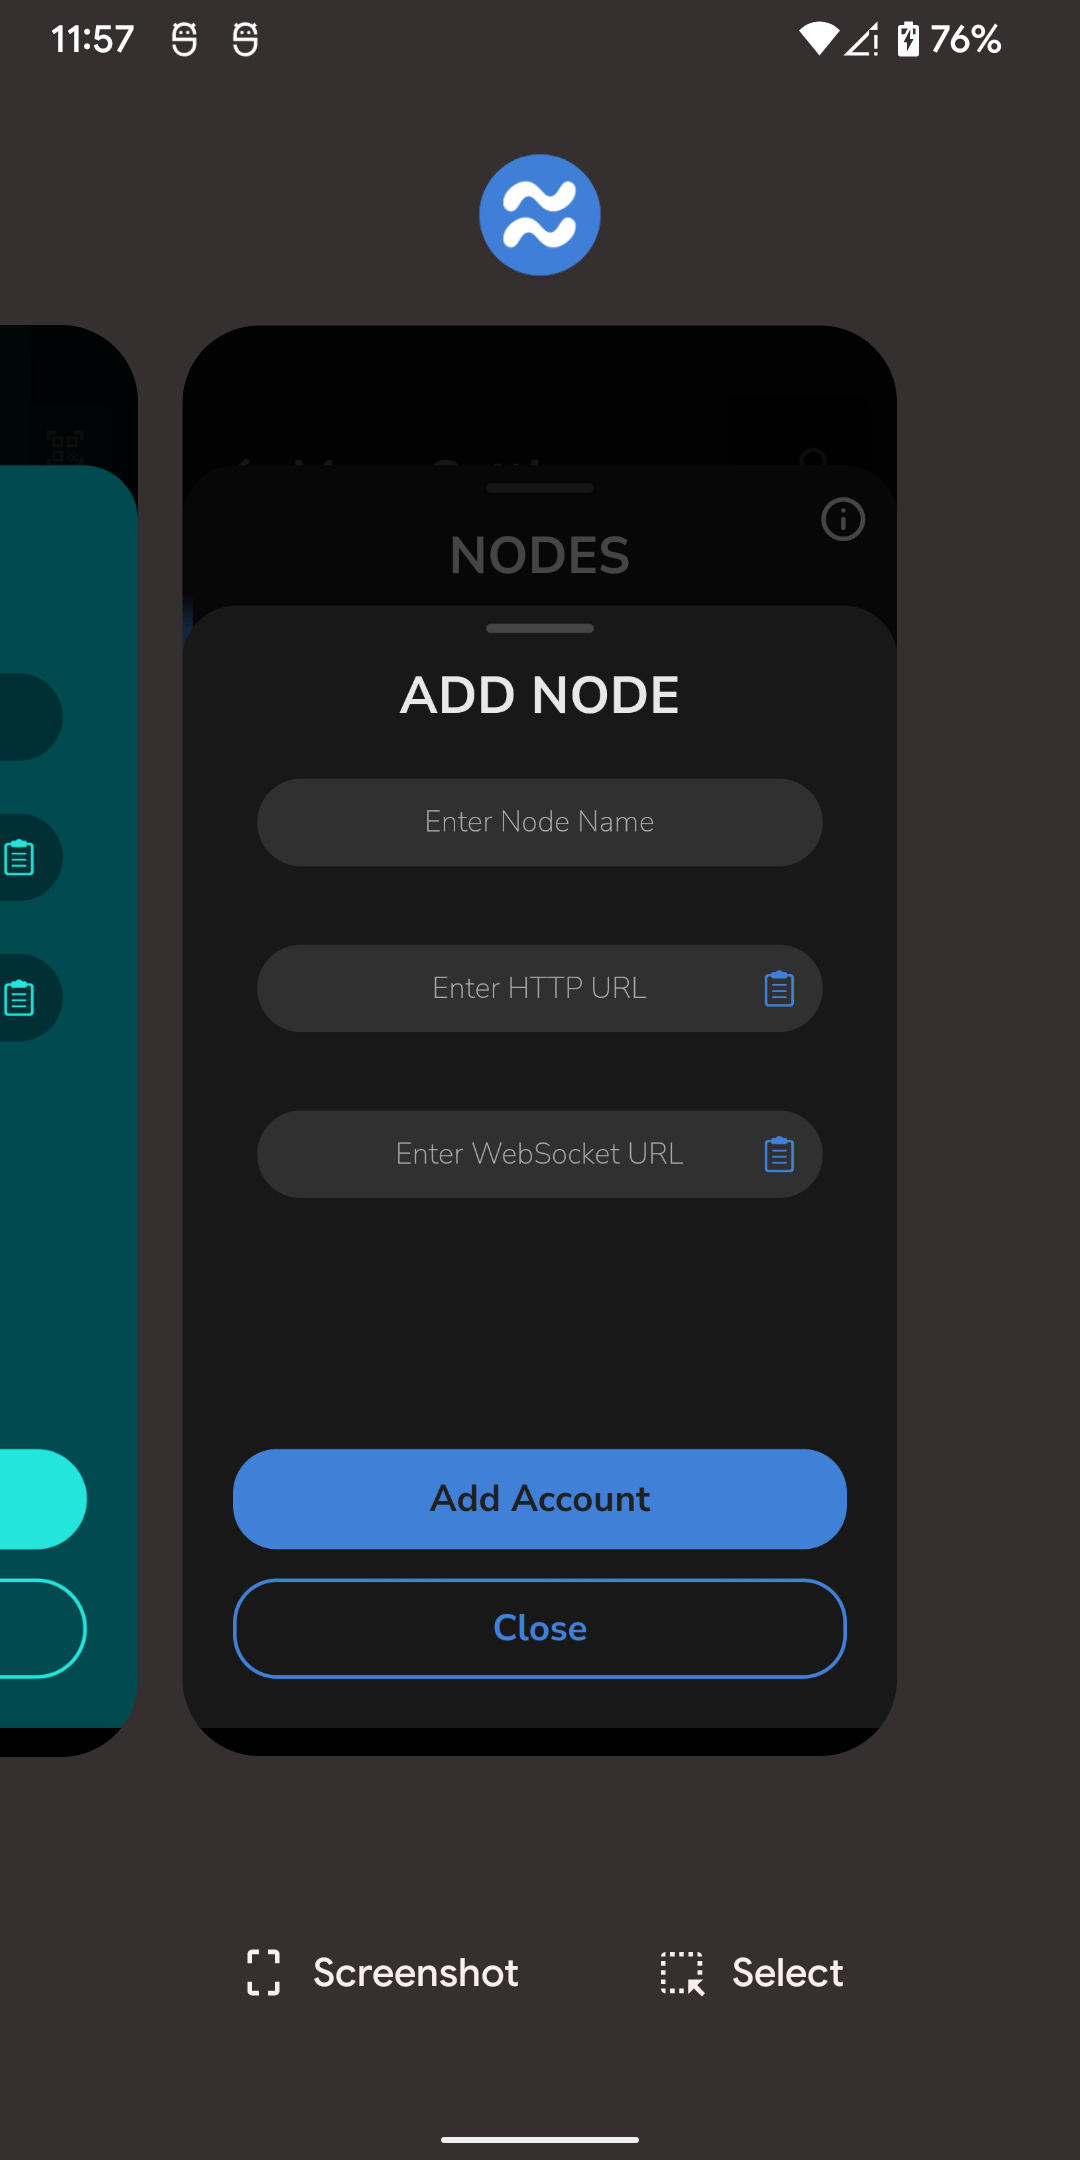 11:57
76%
NODES
ADD NODE
Enter Node Name
Enter HTTP URL
Enter WebSocket URL
Add Account
Close
Screenshot
Select